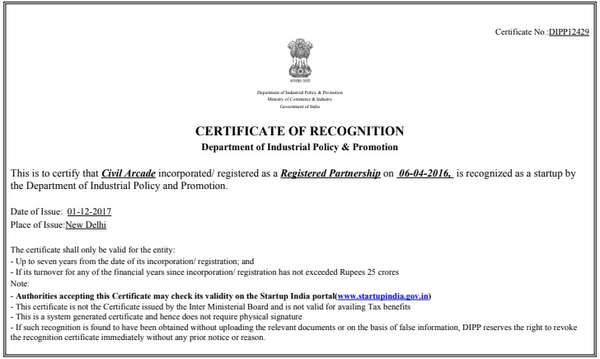 Certificate No.:DIPP12429
Department of Industrial Policy & Promotion
Ministry of Commerce & Industry
Government of India
CERTIFICATE OF RECOGNITION
Department of Industrial Policy & Promotion
This is to certify that Civil Arcade incorporated/ registered as a Registered Partnership on 06-04-2016, is recognized as a startup by
the Department of Industrial Policy and Promotion.
Date of Issue: 01-12-2017
Place of Issue:New Delhi
The certificate shall only be valid for the entity:
- Up to seven years from the date of its incorporation/ registration; and
- If its turnover for any of the financial years since incorporation/ registration has not exceeded Rupees 25 crores
Note:
- Authorities accepting this Certificate may check its validity on the Startup India portal(www.startupindia.gov.in)
- This certificate is not the Certificate issued by the Inter Ministerial Board and is not valid for availing Tax benefits
- This is a system generated certificate and hence does not require physical signature
- If such recognition is found to have been obtained without uploading the relevant documents or on the basis of false information, DIPP reserves the right to revoke
the recognition certificate immediately without any prior notice or reason.